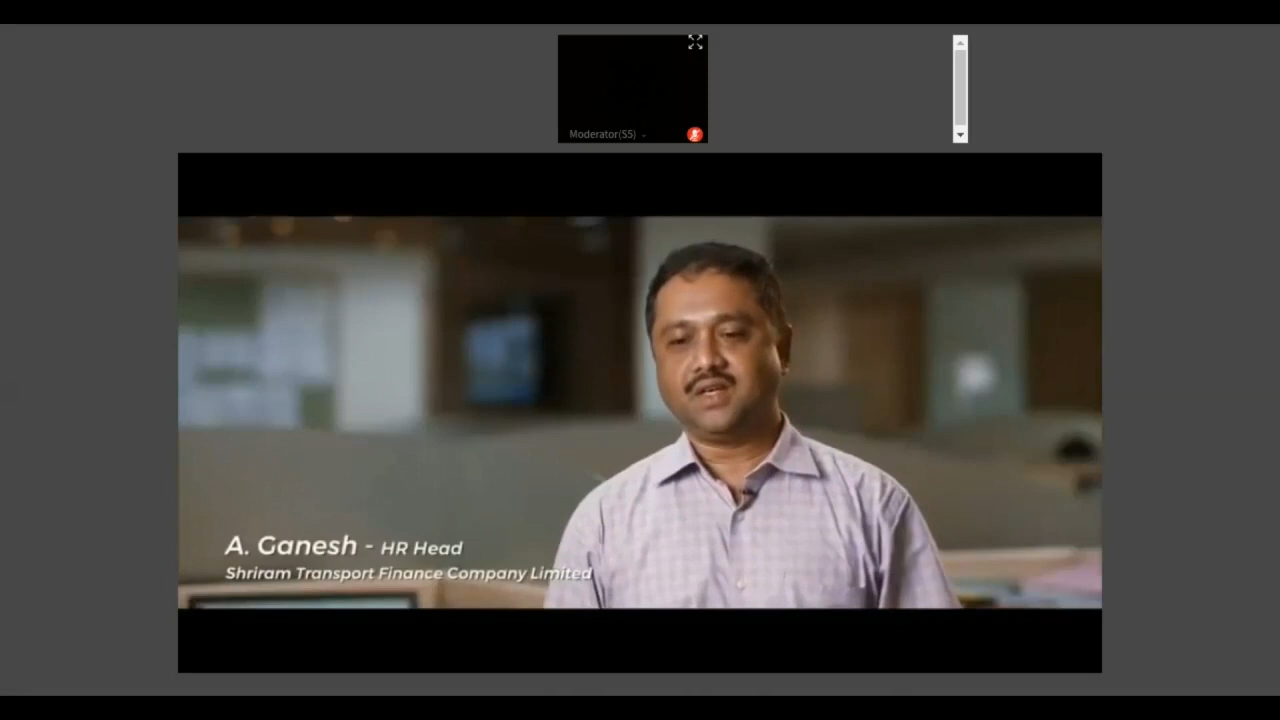 Moderator(S5)
A. Ganesh - HR Head
Shriram Transport Finance Company Limited